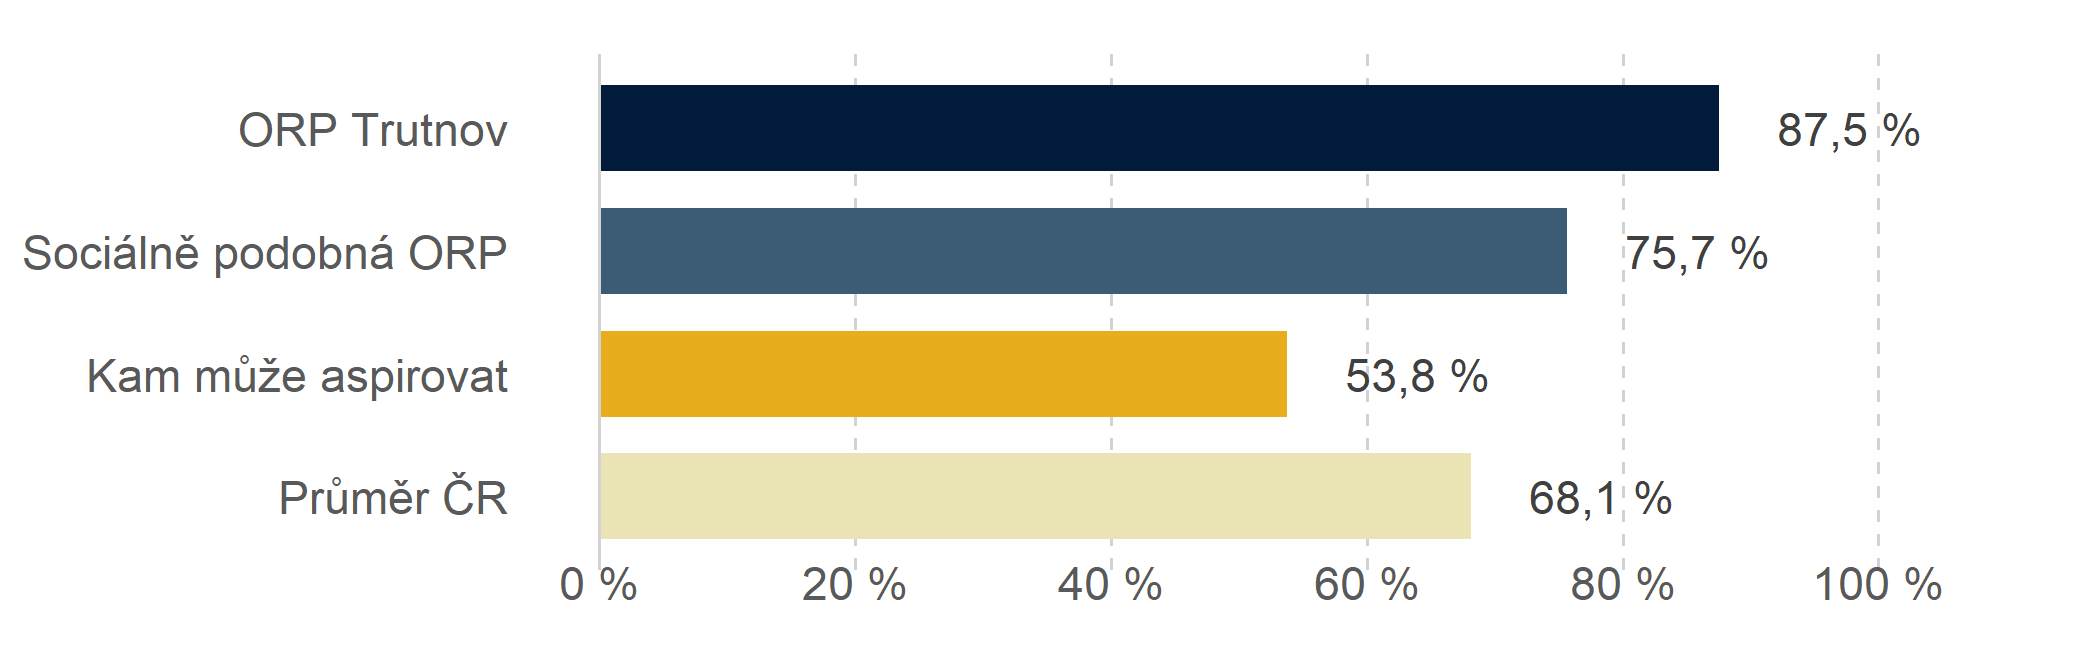 ORP Trutnov 87,5 %
Sociálně podobná ORP 75,7 %
Kam může aspirovat 53,8 %
Průměr ČR 68,1 %
0 % 20 % 40 % 60 % 80 % 100 %